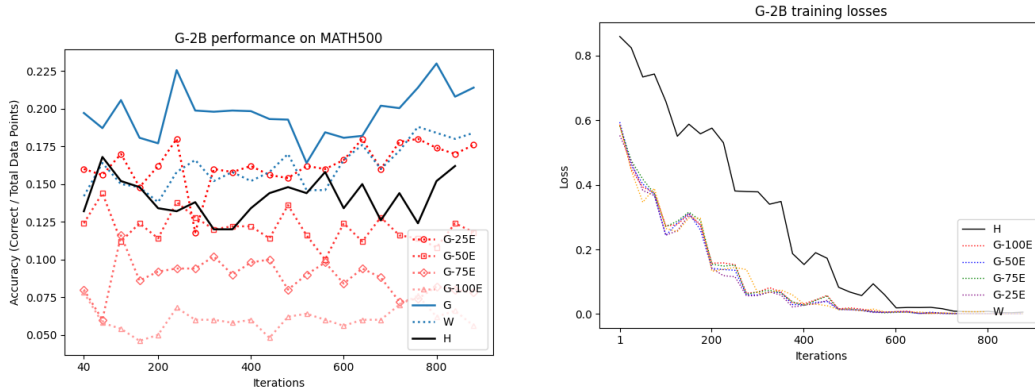 G-2B performance on MATH500
Accuracy (Correct / Total Data Points)
0.225
0.200
0.175
0.150
0.125
0.100
0.075
0.050
40
200
400
600
800
Iterations
G-25E
G-50E
G-75E
G-100E
G
W
H
G-2B training losses
Loss
0.8
0.6
0.4
0.2
0.0
1
200
400
600
800
Iterations
H
G-100E
G-50E
G-75E
G-25E
W